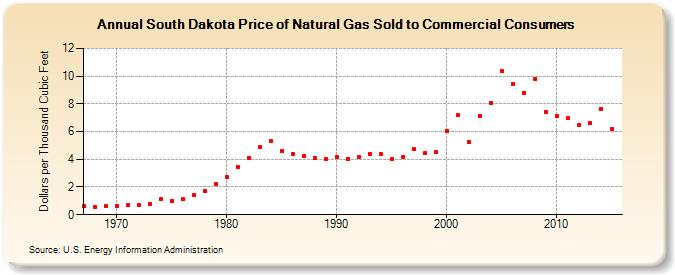 Annual South Dakota Price of Natural Gas Sold to Commercial Consumers
Dollars per Thousand Cubic Feet
12
10
8
6
4
2
0
1970 1980 1990 2000 2010
Source: U.S. Energy Information Administration